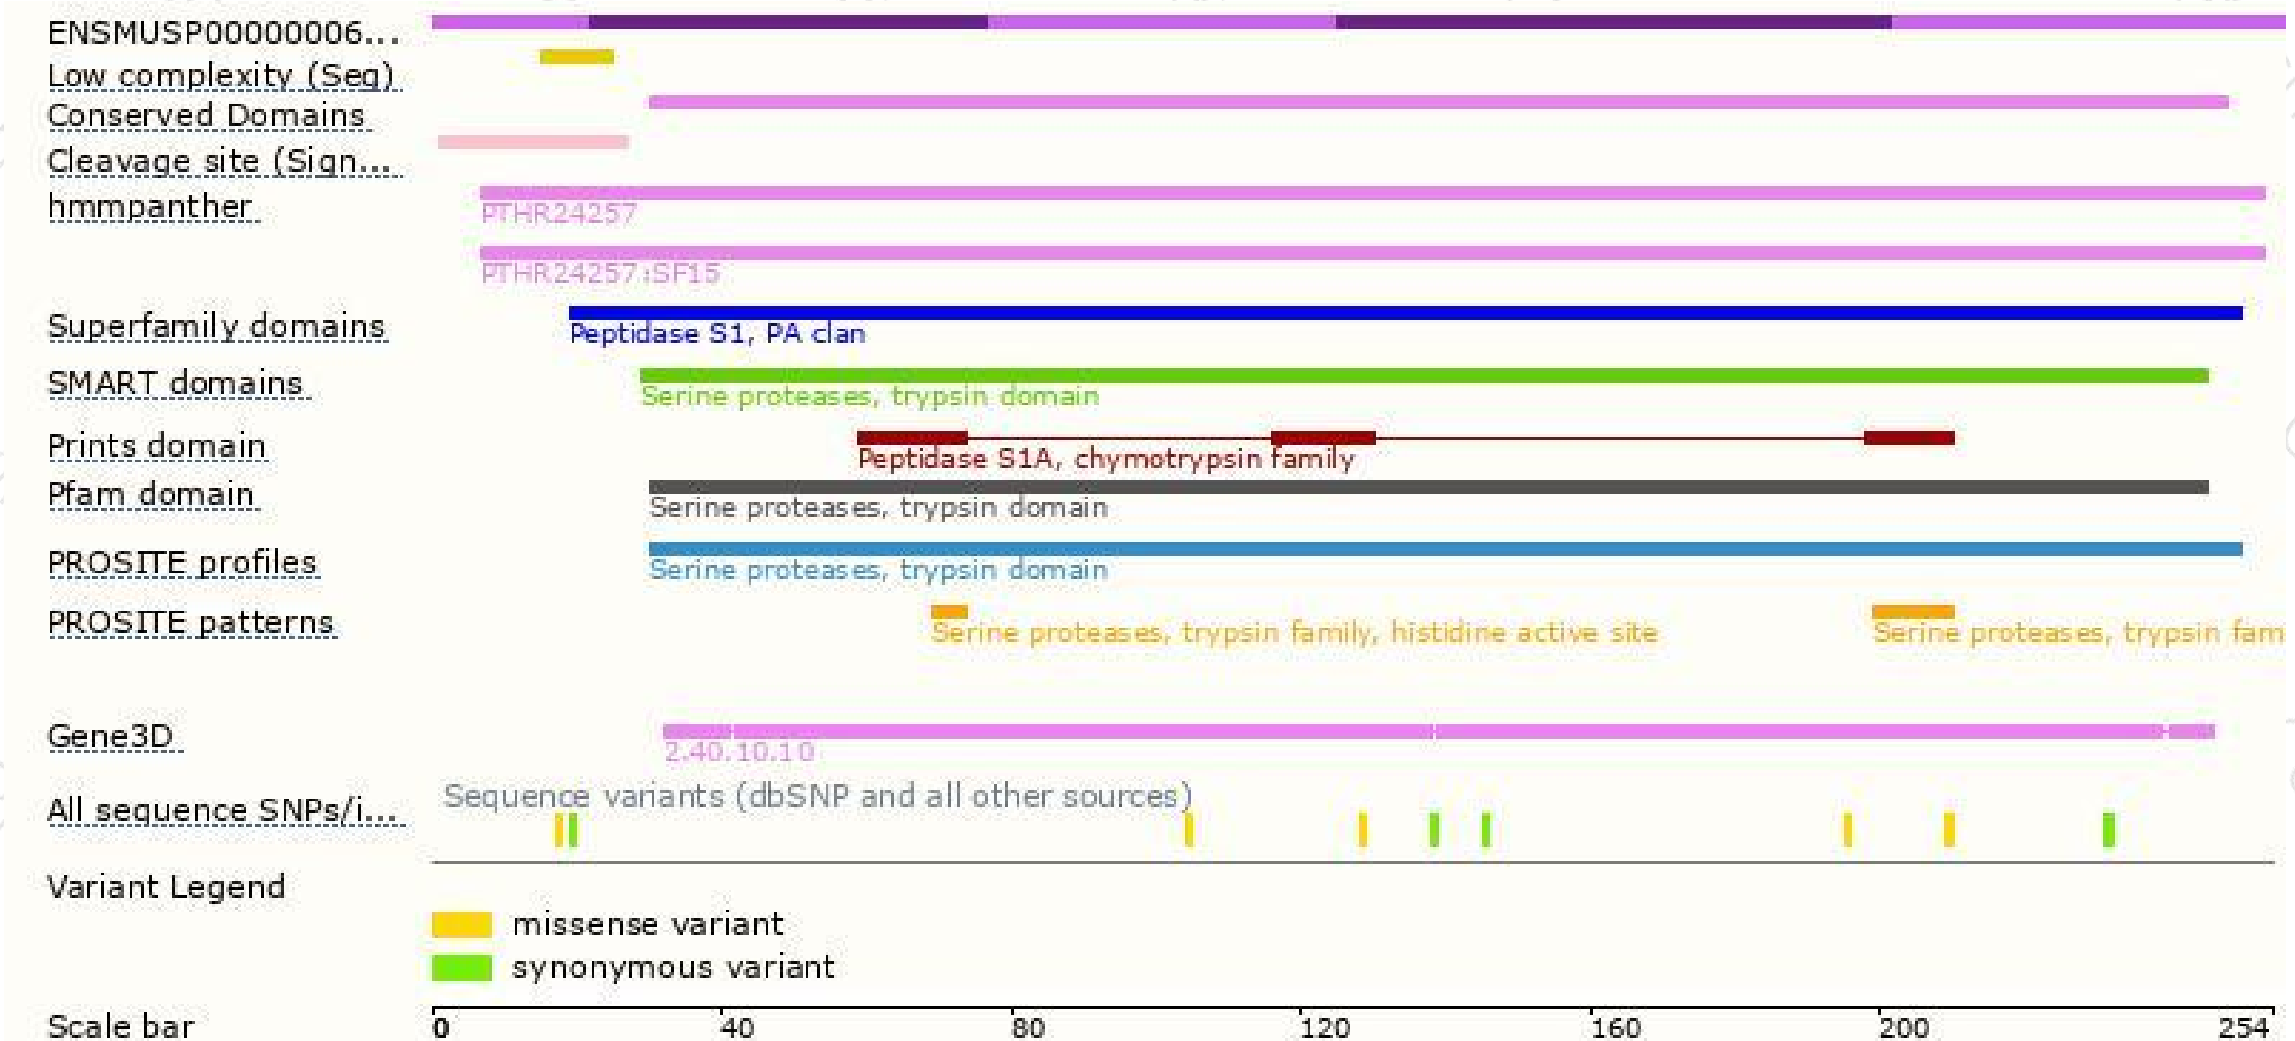 ENSMUSP00000006...
Low complexity (Seg)
Conserved Domains
Cleavage site (Sign...
hmmpanther
PTHR24257
PTHR24257:SF15
Superfamily domains
Peptidase S1, PA clan
SMART domains
Serine proteases, trypsin domain
Prints domain
Peptidase S1A, chymotrypsin family
Pfam domain
Serine proteases, trypsin domain
PROSITE profiles
Serine proteases, trypsin domain
PROSITE patterns
Serine proteases, trypsin family, histidine active site Serine proteases, trypsin fam
Gene3D
2.40.10.10
Sequence variants (dbSNP and all other sources)
All sequence SNPs/i...
Variant Legend
missense variant
synonymous variant
Scale bar 0 40 80 120 160 200 254